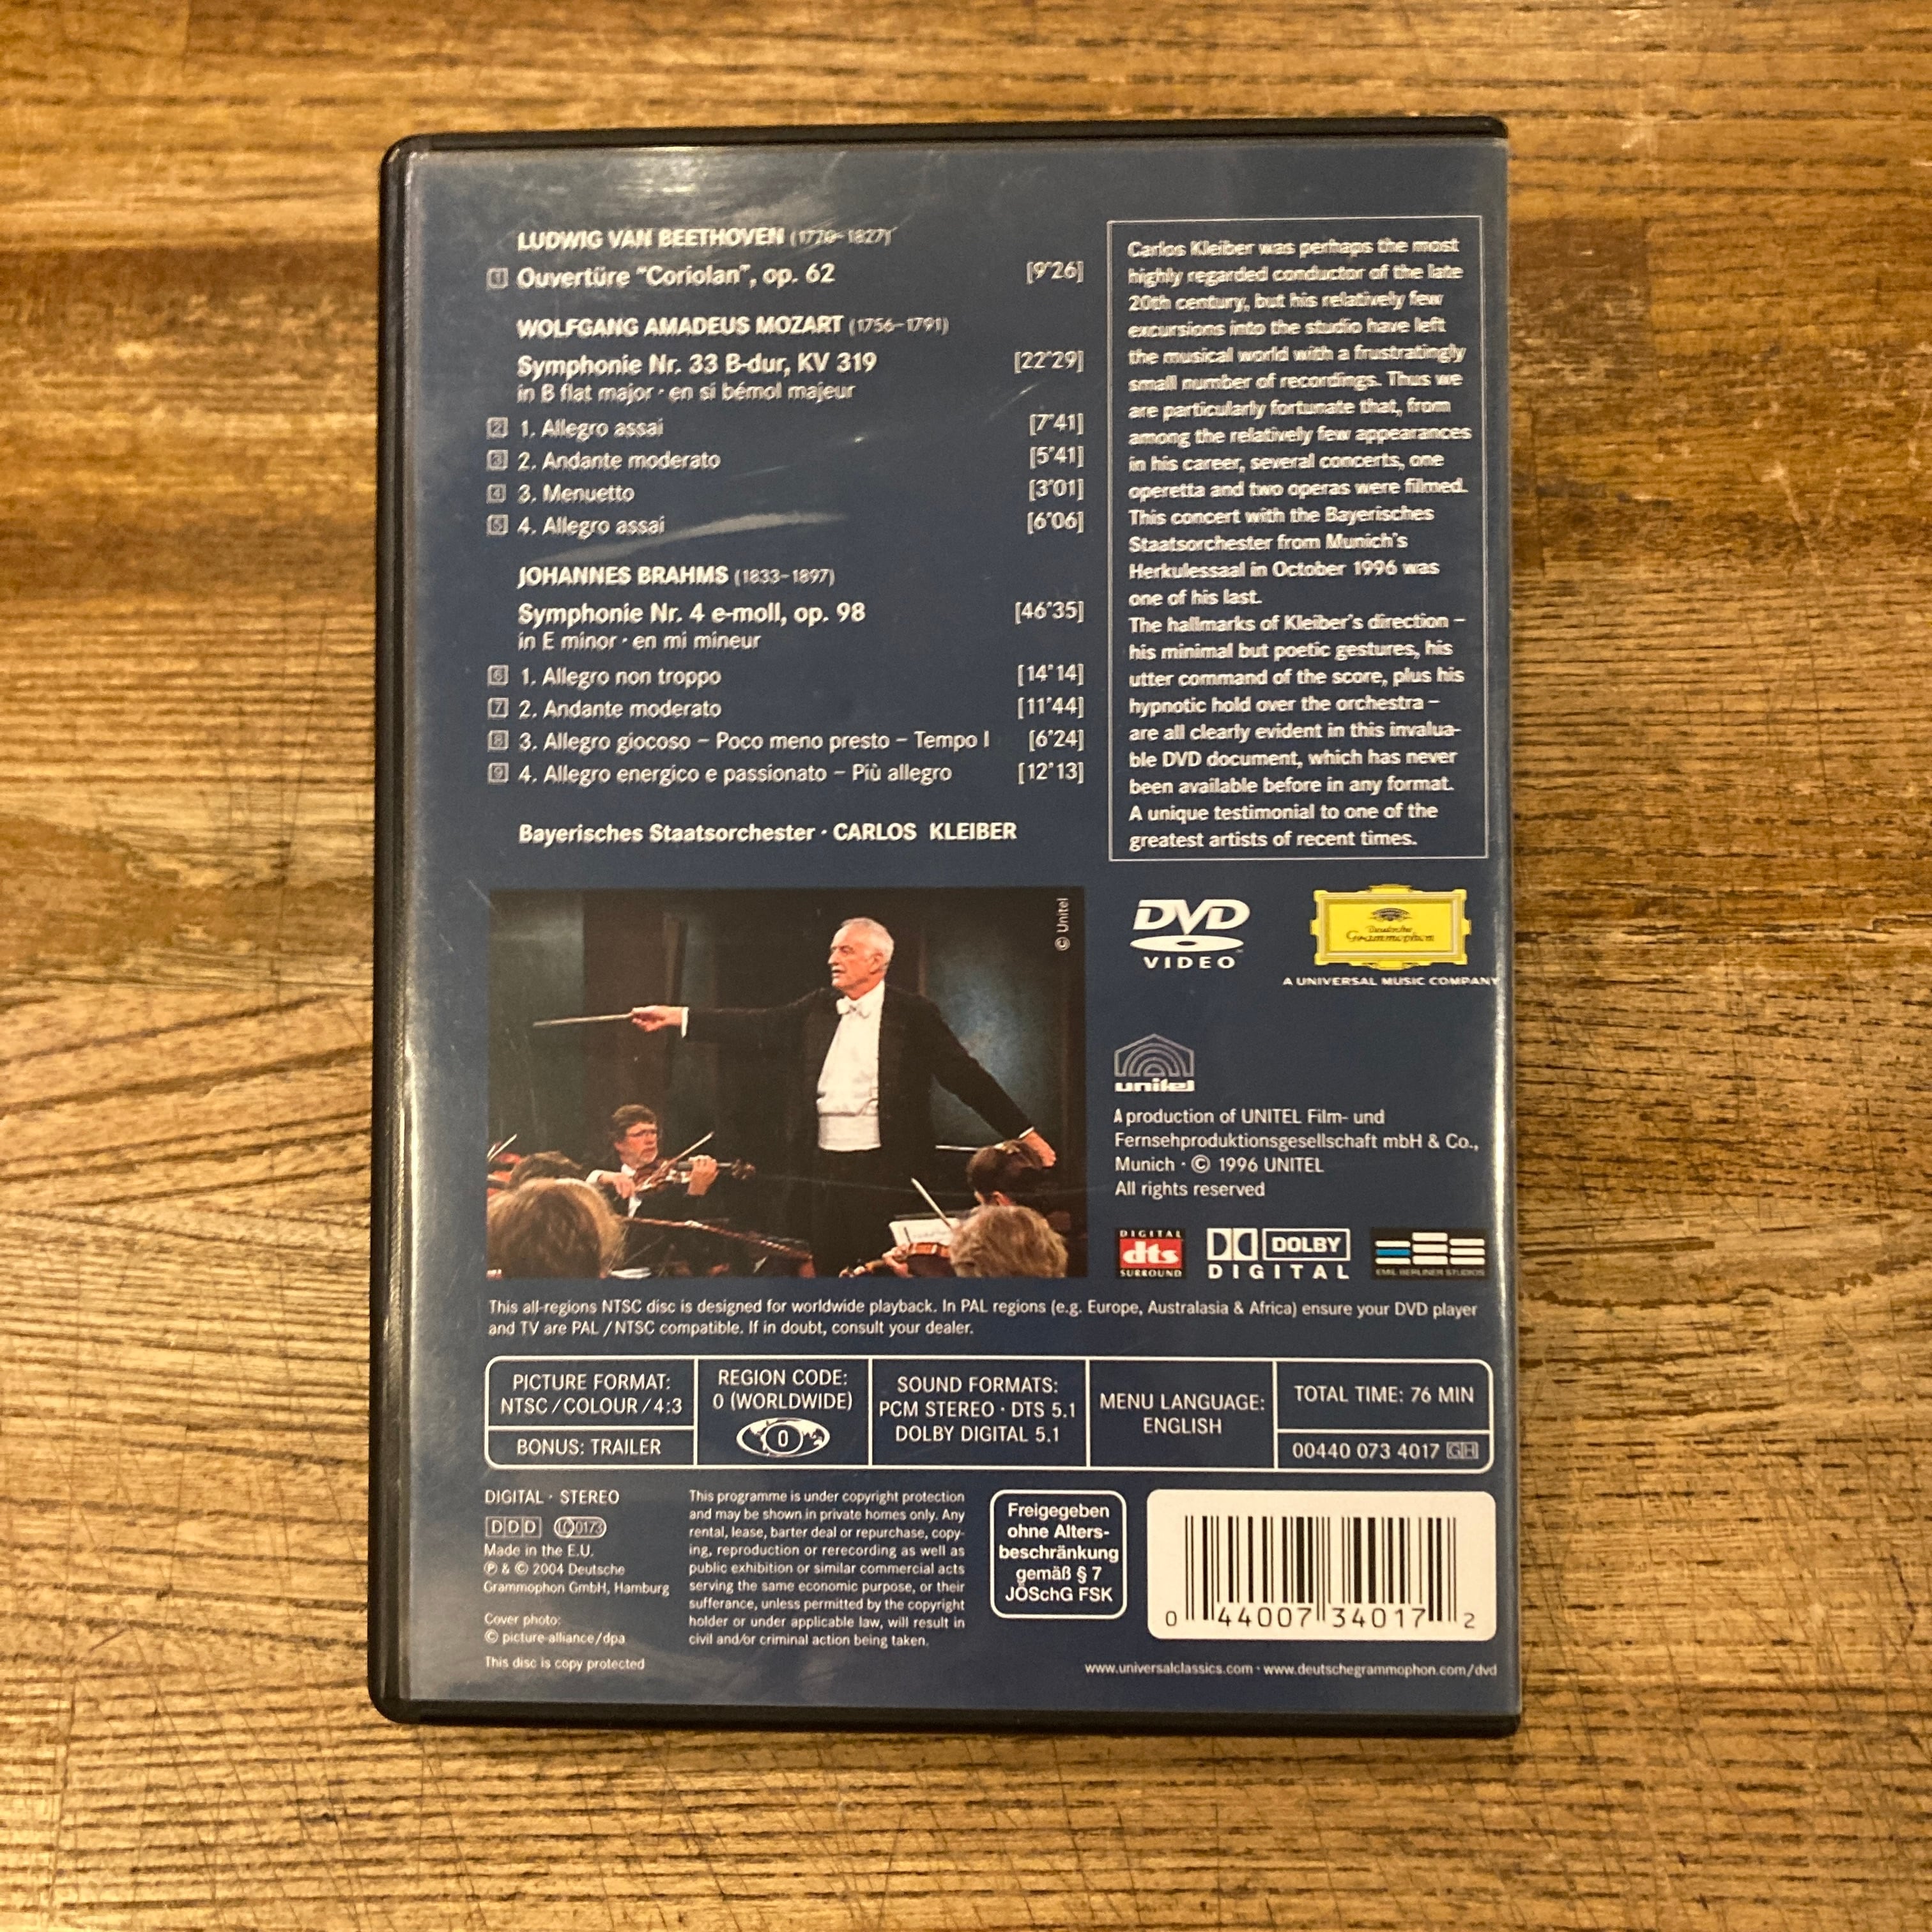 LUDWIG VAN BEETHOVEN (1770–1827)
1 Ouvertüre "Coriolan", op. 62 [9'26]
WOLFGANG AMADEUS MOZART (1756–1791)
Symphonie Nr. 33 B-dur, KV 319 [22'29]
in B flat major · en si bémol majeur
2 1. Allegro assai [7'41]
3 2. Andante moderato [5'41]
4 3. Menuetto [3'01]
5 4. Allegro assai [6'06]
JOHANNES BRAHMS (1833–1897)
Symphonie Nr. 4 e-moll, op. 98 [46'35]
in E minor · en mi mineur
6 1. Allegro non troppo [14'14]
7 2. Andante moderato [11'44]
8 3. Allegro giocoso – Poco meno presto – Tempo I [6'24]
9 4. Allegro energico e passionato – Più allegro [12'13]
Bayerisches Staatsorchester · CARLOS KLEIBER
Carlos Kleiber was perhaps the most
highly regarded conductor of the late
20th century, but his relatively few
excursions into the studio have left
the musical world with a frustratingly
small number of recordings. Thus we
are particularly fortunate that, from
among the relatively few appearances
in his career, several concerts, one
operetta and two operas were filmed.
This concert with the Bayerisches
Staatsorchester from Munich's
Herkulessaal in October 1996 was
one of his last.
The hallmarks of Kleiber's direction –
his minimal but poetic gestures, his
utter command of the score, plus his
hypnotic hold over the orchestra –
are all clearly evident in this invalua-
ble DVD document, which has never
been available before in any format.
A unique testimonial to one of the
greatest artists of recent times.
© Unitel
DVD
VIDEO
Deutsche
Grammophon
A UNIVERSAL MUSIC COMPANY
unitel
A production of UNITEL Film- und
Fernsehproduktionsgesellschaft mbH & Co.,
Munich · © 1996 UNITEL
All rights reserved
DIGITAL
dts
SURROUND
DOLBY
DIGITAL
EMIL BERLINER STUDIOS
This all-regions NTSC disc is designed for worldwide playback. In PAL regions (e.g. Europe, Australasia & Africa) ensure your DVD player
and TV are PAL / NTSC compatible. If in doubt, consult your dealer.
PICTURE FORMAT:
NTSC / COLOUR / 4:3
BONUS: TRAILER
REGION CODE:
0 (WORLDWIDE)
0
SOUND FORMATS:
PCM STEREO · DTS 5.1
DOLBY DIGITAL 5.1
MENU LANGUAGE:
ENGLISH
TOTAL TIME: 76 MIN
00440 073 4017 GH
DIGITAL · STEREO
DDD LC 0173
Made in the E.U.
℗ & © 2004 Deutsche
Grammophon GmbH, Hamburg
Cover photo:
© picture-alliance/dpa
This disc is copy protected
This programme is under copyright protection
and may be shown in private homes only. Any
rental, lease, barter deal or repurchase, copy-
ing, reproduction or rerecording as well as
public exhibition or similar commercial acts
serving the same economic purpose, or their
sufferance, unless permitted by the copyright
holder or under applicable law, will result in
civil and/or criminal action being taken.
Freigegeben
ohne Alters-
beschränkung
gemäß § 7
JÖSchG FSK
0 44007 34017 2
www.universalclassics.com · www.deutschegrammophon.com/dvd